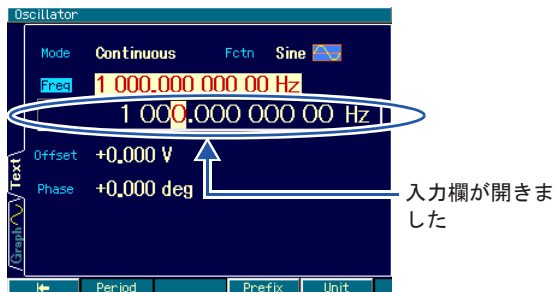 Oscillator
Mode Continuous Fctn Sine
Freq 1 000.000 000 00 Hz
1 000.000 000 00 Hz
Offset +0.000 V
Phase +0.000 deg
Text
Graph
入力欄が開きま
した
Period Prefix Unit